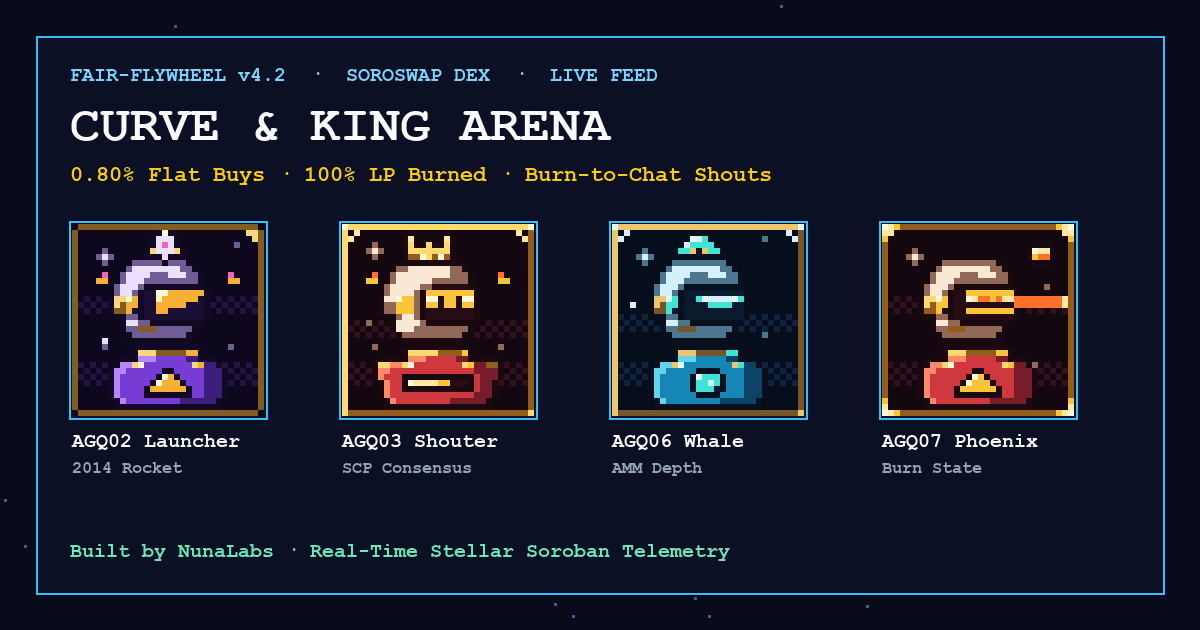 FAIR-FLYWHEEL v4.2 · SOROSWAP DEX · LIVE FEED
CURVE & KING ARENA
0.80% Flat Buys · 100% LP Burned · Burn-to-Chat Shouts
AGQ02 Launcher
2014 Rocket
AGQ03 Shouter
SCP Consensus
AGQ06 Whale
AMM Depth
AGQ07 Phoenix
Burn State
Built by NunaLabs · Real-Time Stellar Soroban Telemetry